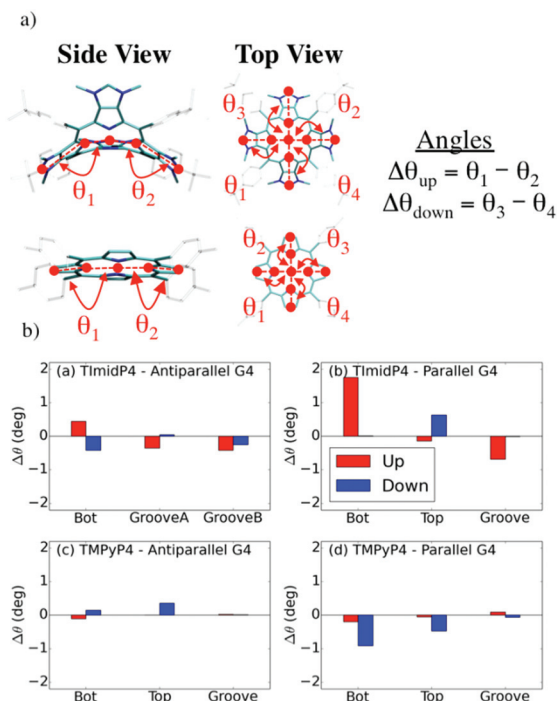 a)
Side View
Top View
θ1
θ2
θ3
θ2
θ1
θ4
Angles
Δθup = θ1 − θ2
Δθdown = θ3 − θ4
θ1
θ2
θ2
θ3
θ1
θ4
b)
(a) TImidP4 - Antiparallel G4
Δθ (deg)
2
1
0
−1
−2
Bot
GrooveA
GrooveB
(b) TImidP4 - Parallel G4
Δθ (deg)
2
1
0
−1
−2
Up
Down
Bot
Top
Groove
(c) TMPyP4 - Antiparallel G4
Δθ (deg)
2
1
0
−1
−2
Bot
Top
Groove
(d) TMPyP4 - Parallel G4
Δθ (deg)
2
1
0
−1
−2
Bot
Top
Groove